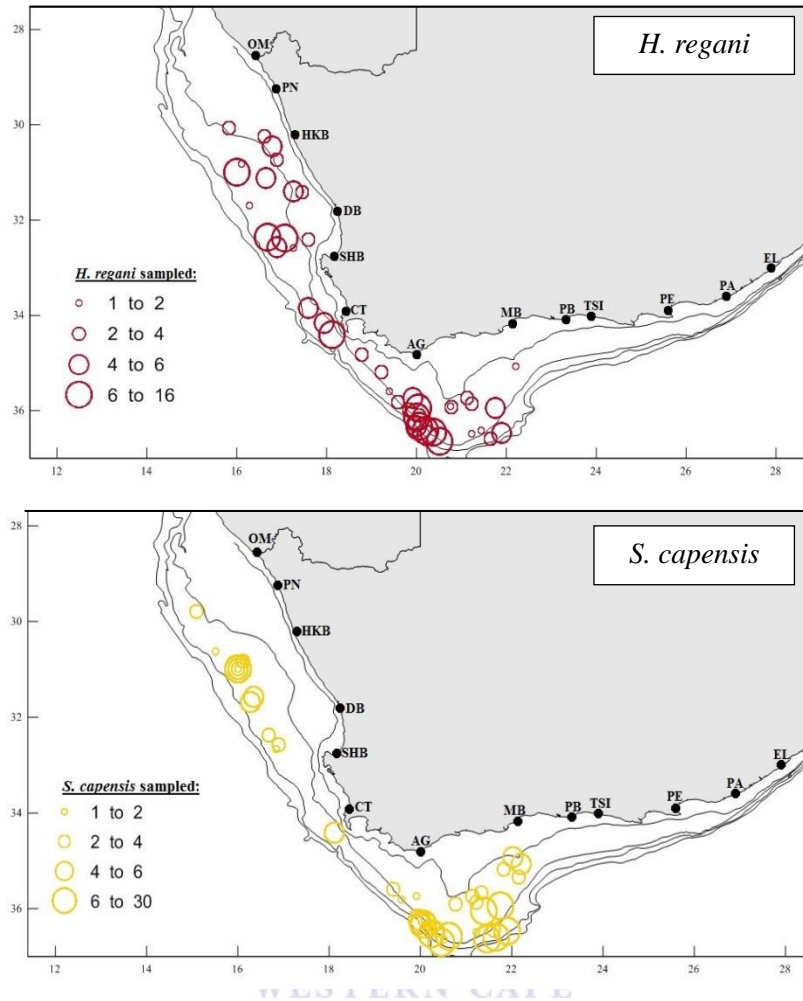 H. regani
28
30
32
34
36
OM
PN
HKB
DB
SHB
CT
AG
MB
PB
TSI
PE
PA
EL
H. regani sampled:
1 to 2
2 to 4
4 to 6
6 to 16
12 14 16 18 20 22 24 26 28
S. capensis
28
30
32
34
36
OM
PN
HKB
DB
SHB
CT
AG
MB
PB
TSI
PE
PA
EL
S. capensis sampled:
1 to 2
2 to 4
4 to 6
6 to 30
12 14 16 18 20 22 24 26 28
WESTERN CAPE